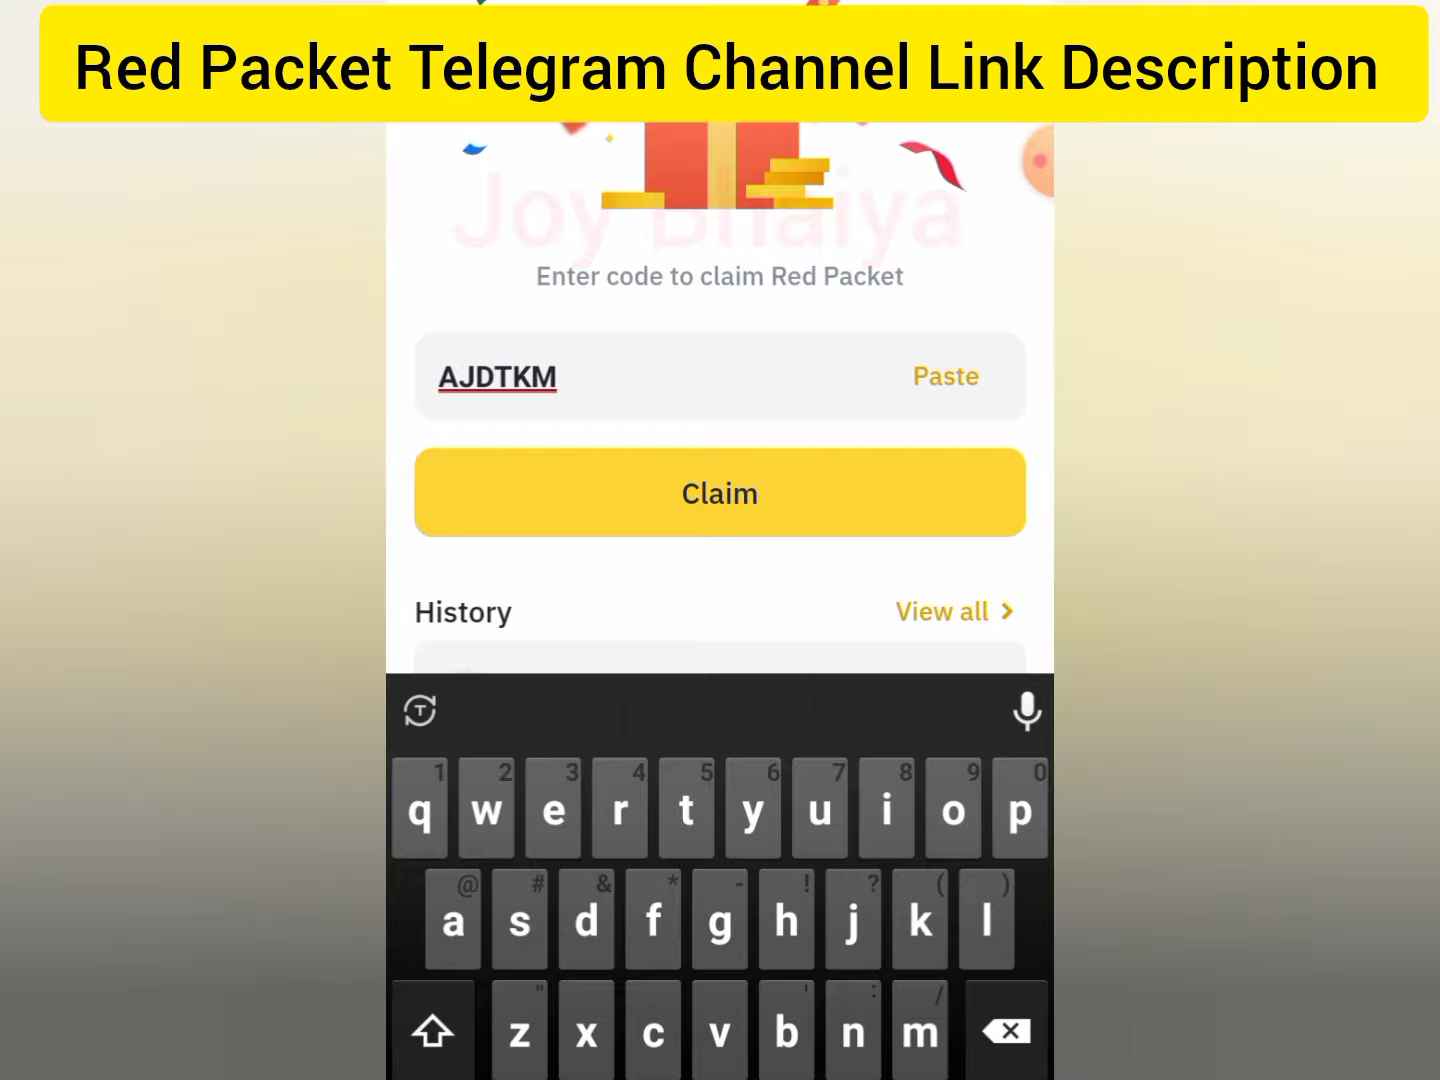 Red Packet Telegram Channel Link Description
Joy Bhaiya
Enter code to claim Red Packet
AJDTKM
Paste
Claim
History
View all >
T
1 2 3 4 5 6 7 8 9 0
q w e r t y u i o p
@ # & * - ! ? ( )
a s d f g h j k l
" ' : /
z x c v b n m